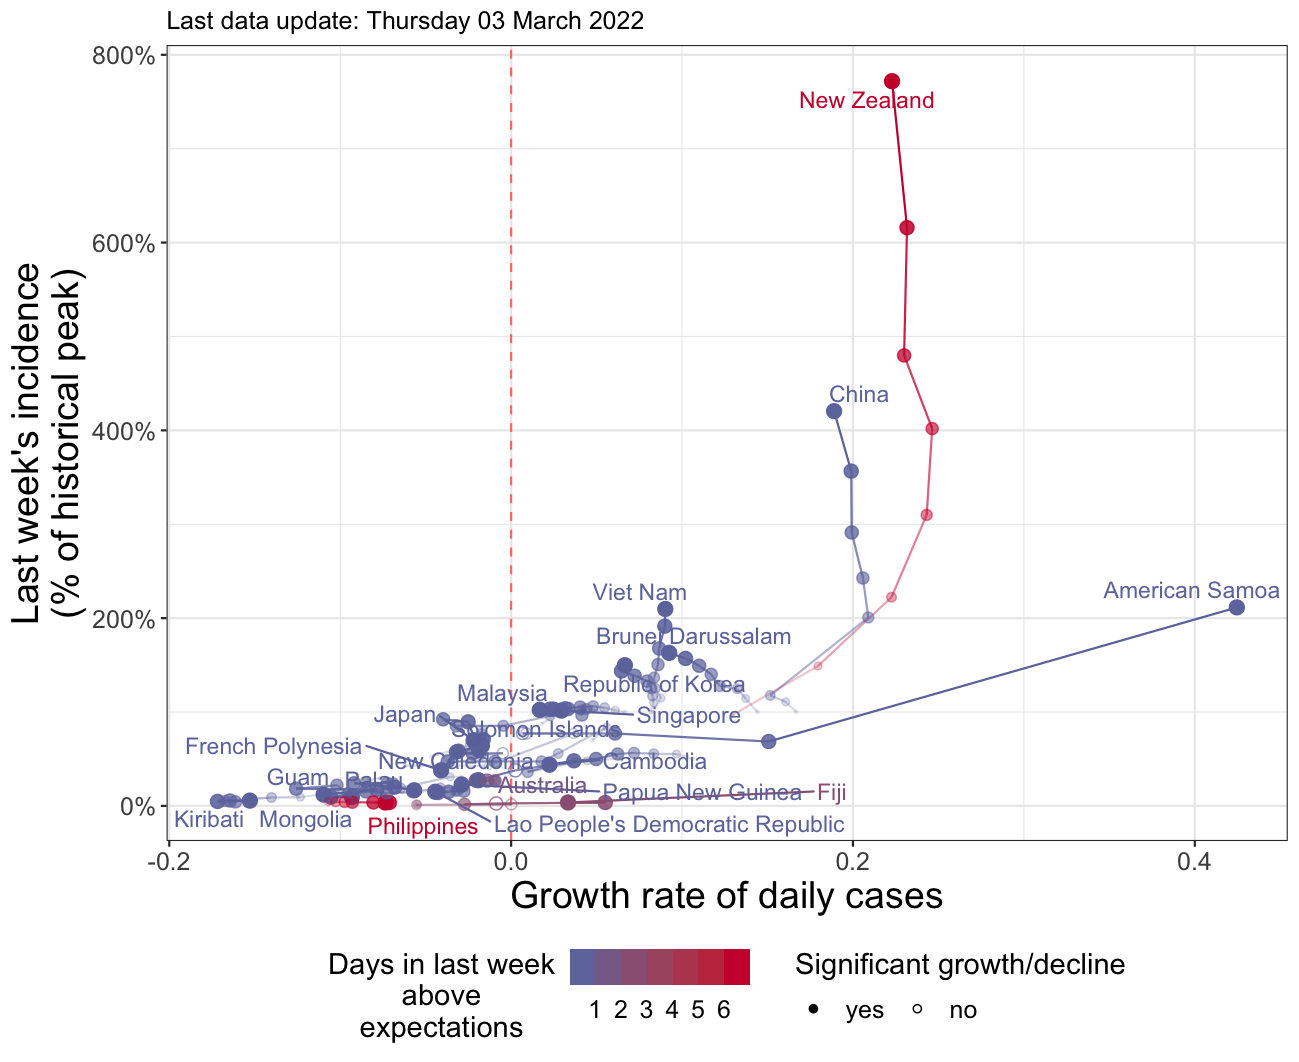 Last data update: Thursday 03 March 2022
800%
600%
400%
200%
0%
Last week's incidence
(% of historical peak)
New Zealand
China
American Samoa
Viet Nam
Brunei Darussalam
Republic of Korea
Malaysia
Singapore
Japan
Solomon Islands
French Polynesia
New Caledonia
Cambodia
Guam
Palau
Australia
Papua New Guinea
Fiji
Kiribati
Mongolia
Philippines
Lao People's Democratic Republic
-0.2
0.0
0.2
0.4
Growth rate of daily cases
Days in last week
above
expectations
1 2 3 4 5 6
Significant growth/decline
yes no